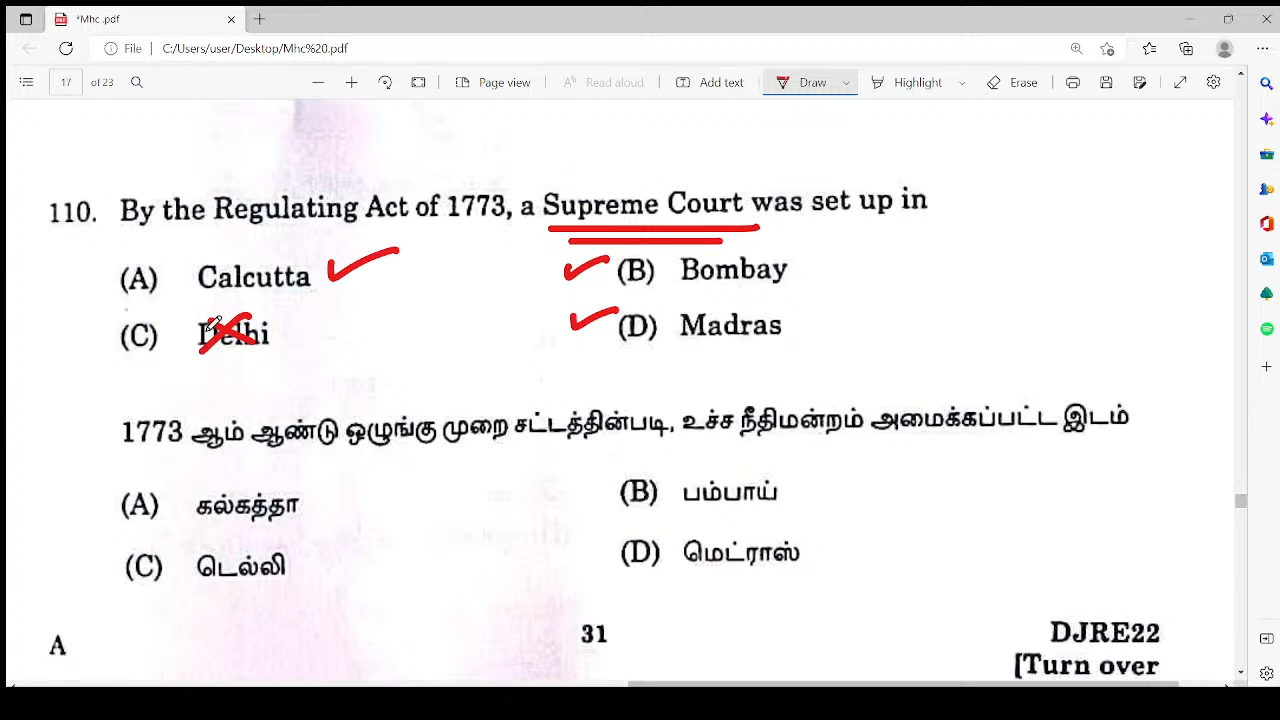 *Mhc .pdf
File | C:/Users/user/Desktop/Mhc%20.pdf
17 of 23 Page view Read aloud Add text Draw Highlight Erase
110. By the Regulating Act of 1773, a Supreme Court was set up in
(A) Calcutta (B) Bombay
(C) Delhi (D) Madras
1773 ஆம் ஆண்டு ஒழுங்கு முறை சட்டத்தின்படி, உச்ச நீதிமன்றம் அமைக்கப்பட்ட இடம்
(A) கல்கத்தா (B) பம்பாய்
(C) டெல்லி (D) மெட்ராஸ்
A 31 DJRE22
[Turn over